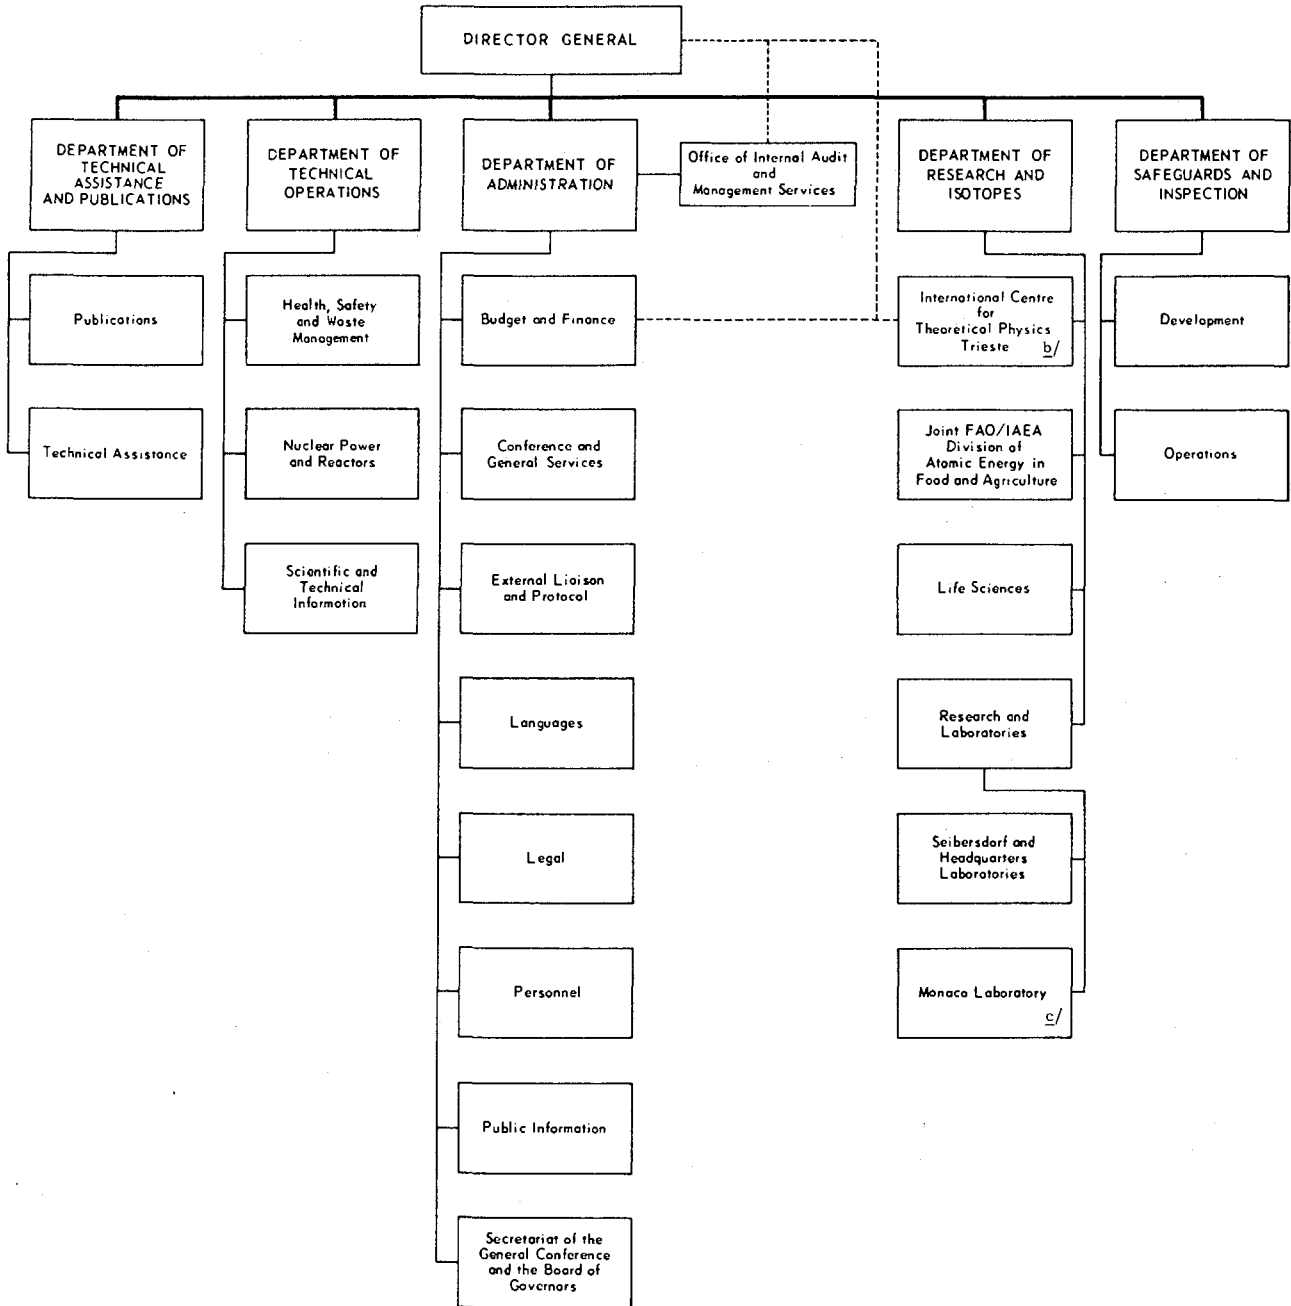 DIRECTOR GENERAL
DEPARTMENT OF
TECHNICAL
ASSISTANCE
AND PUBLICATIONS
DEPARTMENT OF
TECHNICAL
OPERATIONS
DEPARTMENT OF
ADMINISTRATION
Office of Internal Audit
and
Management Services
DEPARTMENT OF
RESEARCH AND
ISOTOPES
DEPARTMENT OF
SAFEGUARDS AND
INSPECTION
Publications
Technical Assistance
Health, Safety
and Waste
Management
Nuclear Power
and Reactors
Scientific and
Technical
Information
Budget and Finance
Conference and
General Services
External Liaison
and Protocol
Languages
Legal
Personnel
Public Information
Secretariat of the
General Conference
and the Board of
Governors
International Centre
for
Theoretical Physics
Trieste b/
Joint FAO/IAEA
Division of
Atomic Energy in
Food and Agriculture
Life Sciences
Research and
Laboratories
Seibersdorf and
Headquarters
Laboratories
Monaco Laboratory
c/
Development
Operations